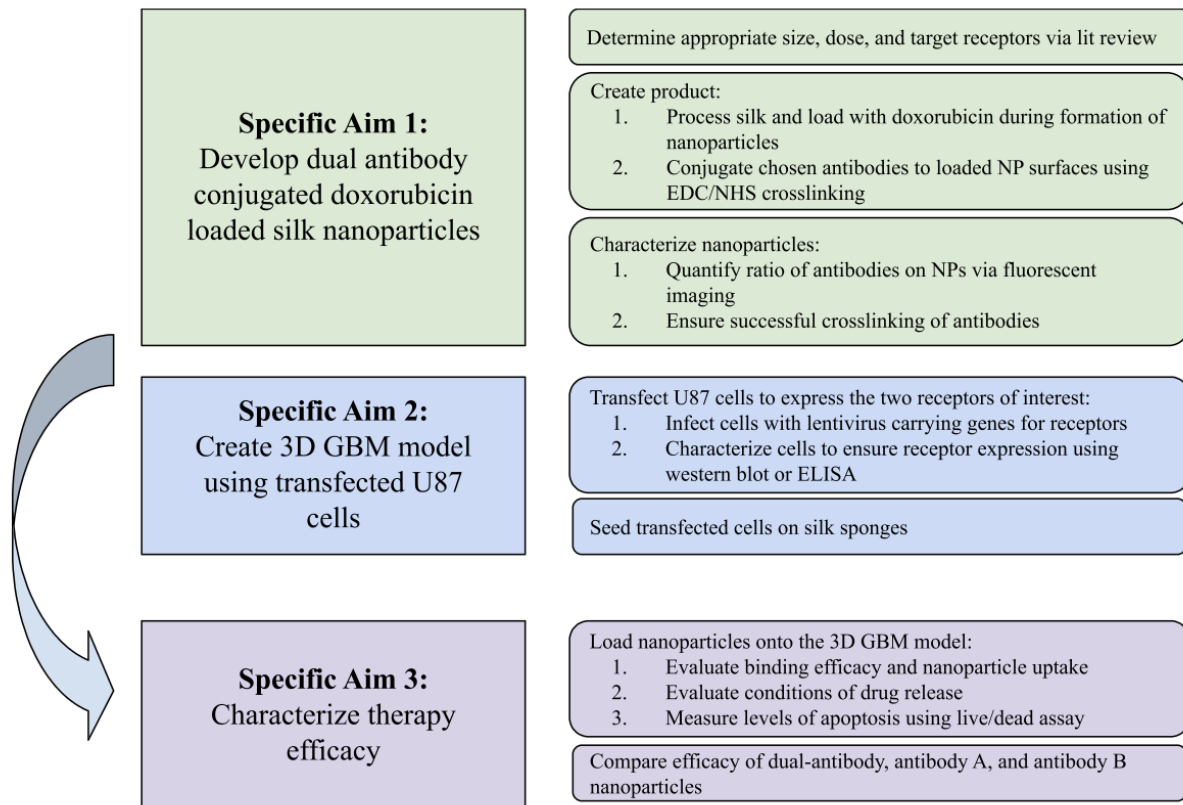 Specific Aim 1:
Develop dual antibody
conjugated doxorubicin
loaded silk nanoparticles
Determine appropriate size, dose, and target receptors via lit review
Create product:
1. Process silk and load with doxorubicin during formation of
nanoparticles
2. Conjugate chosen antibodies to loaded NP surfaces using
EDC/NHS crosslinking
Characterize nanoparticles:
1. Quantify ratio of antibodies on NPs via fluorescent
imaging
2. Ensure successful crosslinking of antibodies
Specific Aim 2:
Create 3D GBM model
using transfected U87
cells
Transfect U87 cells to express the two receptors of interest:
1. Infect cells with lentivirus carrying genes for receptors
2. Characterize cells to ensure receptor expression using
western blot or ELISA
Seed transfected cells on silk sponges
Specific Aim 3:
Characterize therapy
efficacy
Load nanoparticles onto the 3D GBM model:
1. Evaluate binding efficacy and nanoparticle uptake
2. Evaluate conditions of drug release
3. Measure levels of apoptosis using live/dead assay
Compare efficacy of dual-antibody, antibody A, and antibody B
nanoparticles